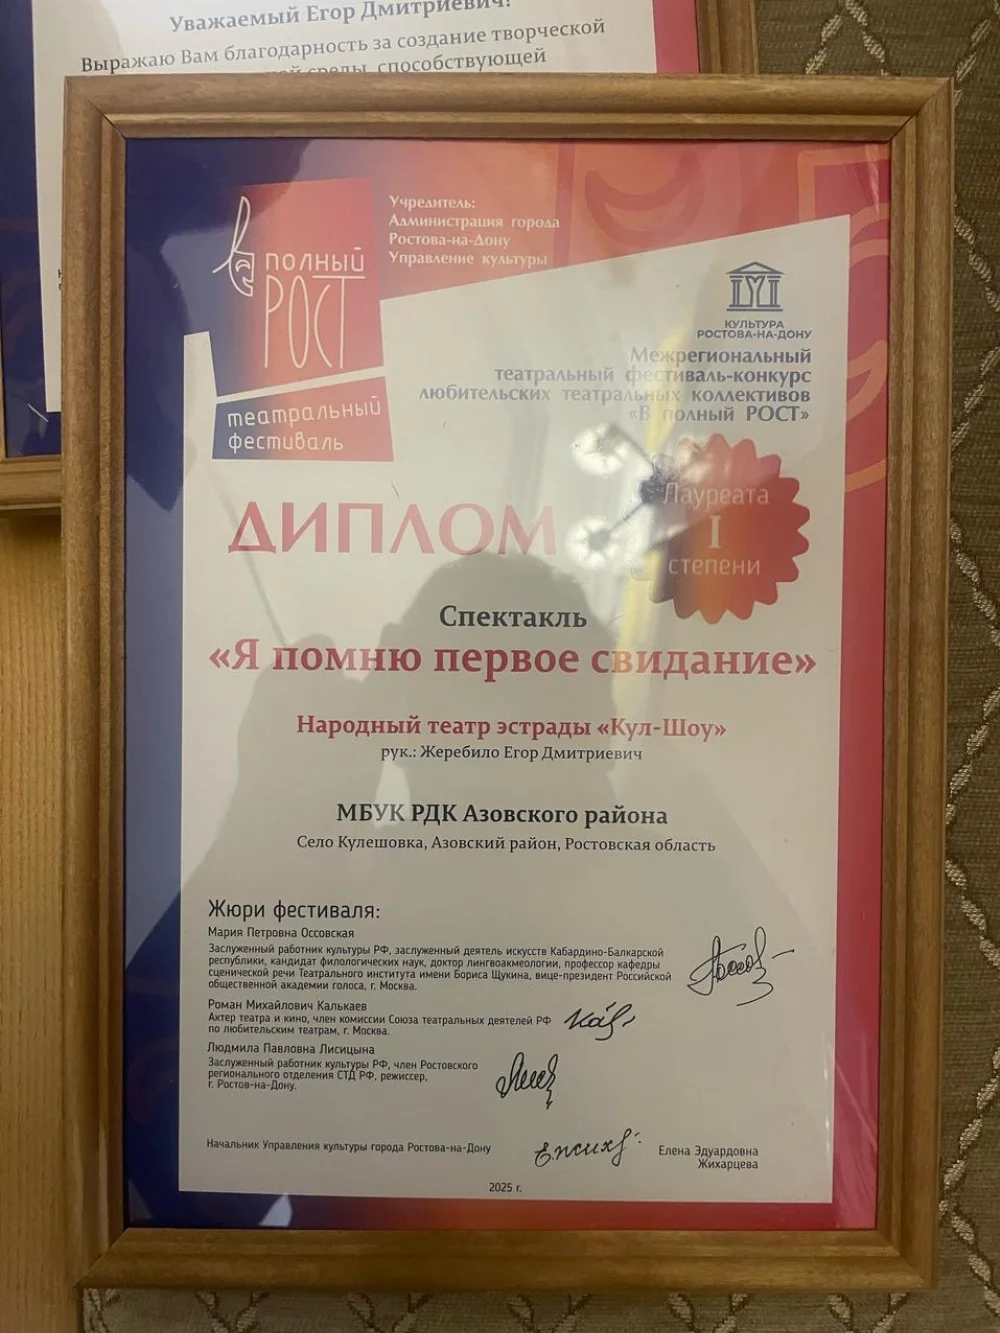 Уважаемый Егор Дмитриевич!
Выражаю Вам благодарность за создание творческой
среды, способствующей
в
ПОЛНЫЙ
РОСТ
театральный
фестиваль
Учредитель:
Администрация города
Ростова-на-Дону
Управление культуры
КУЛЬТУРА
РОСТОВА-НА-ДОНУ
Межрегиональный
театральный фестиваль-конкурс
любительских театральных коллективов
«В полный РОСТ»
ДИПЛОМ
Лауреата
I
степени
Спектакль
«Я помню первое свидание»
Народный театр эстрады «Кул-Шоу»
рук.: Жеребило Егор Дмитриевич
МБУК РДК Азовского района
Село Кулешовка, Азовский район, Ростовская область
Жюри фестиваля:
Мария Петровна Оссовская
Заслуженный работник культуры РФ, заслуженный деятель искусств Кабардино-Балкарской
республики, кандидат филологических наук, доктор лингвоакмеологии, профессор кафедры
сценической речи Театрального института имени Бориса Щукина, вице-президент Российской
общественной академии голоса, г. Москва.
Роман Михайлович Калькаев
Актер театра и кино, член комиссии Союза театральных деятелей РФ
по любительским театрам, г. Москва.
Людмила Павловна Лисицына
Заслуженный работник культуры РФ, член Ростовского
регионального отделения СТД РФ, режиссер,
г. Ростов-на-Дону.
Начальник Управления культуры города Ростова-на-Дону
Елена Эдуардовна
Жихарцева
2025 г.